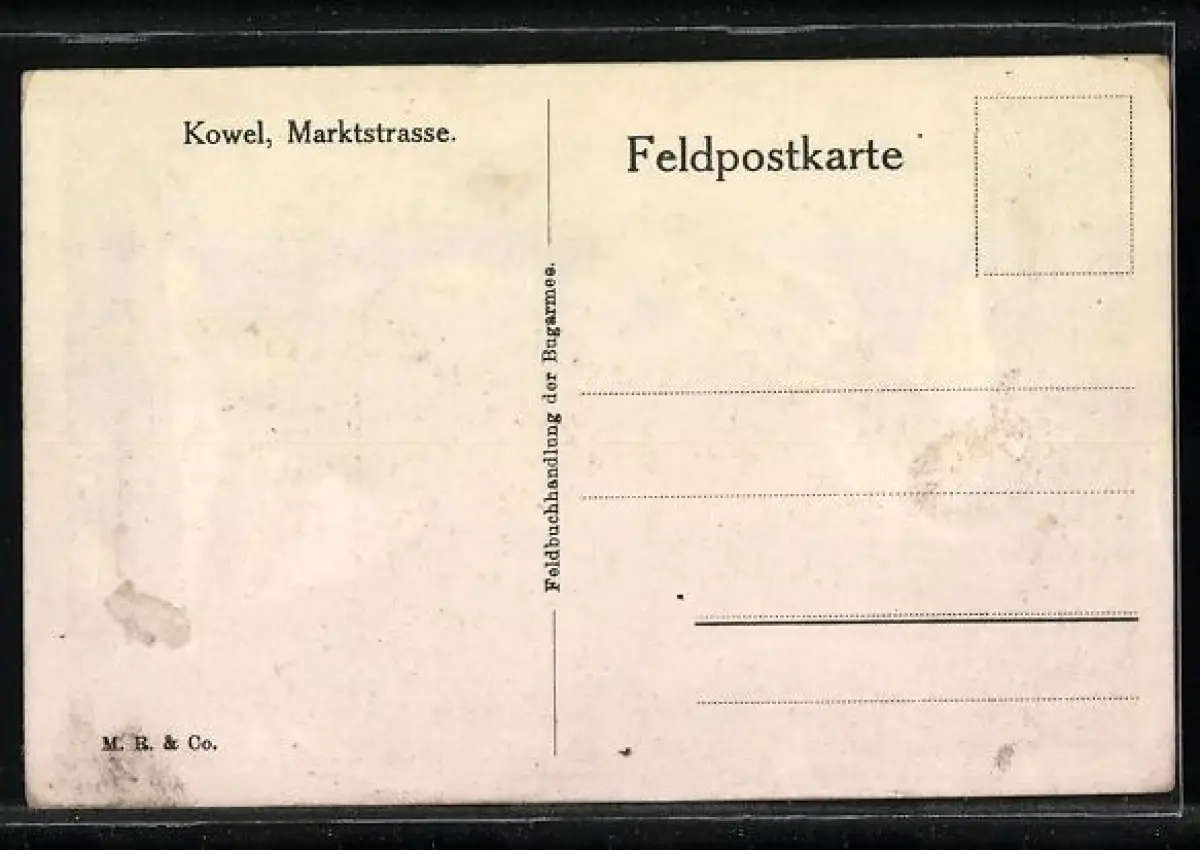 Kowel, Marktstrasse.
Feldpostkarte
Feldbuchhandlung der Bugarmee.
M. R. & Co.